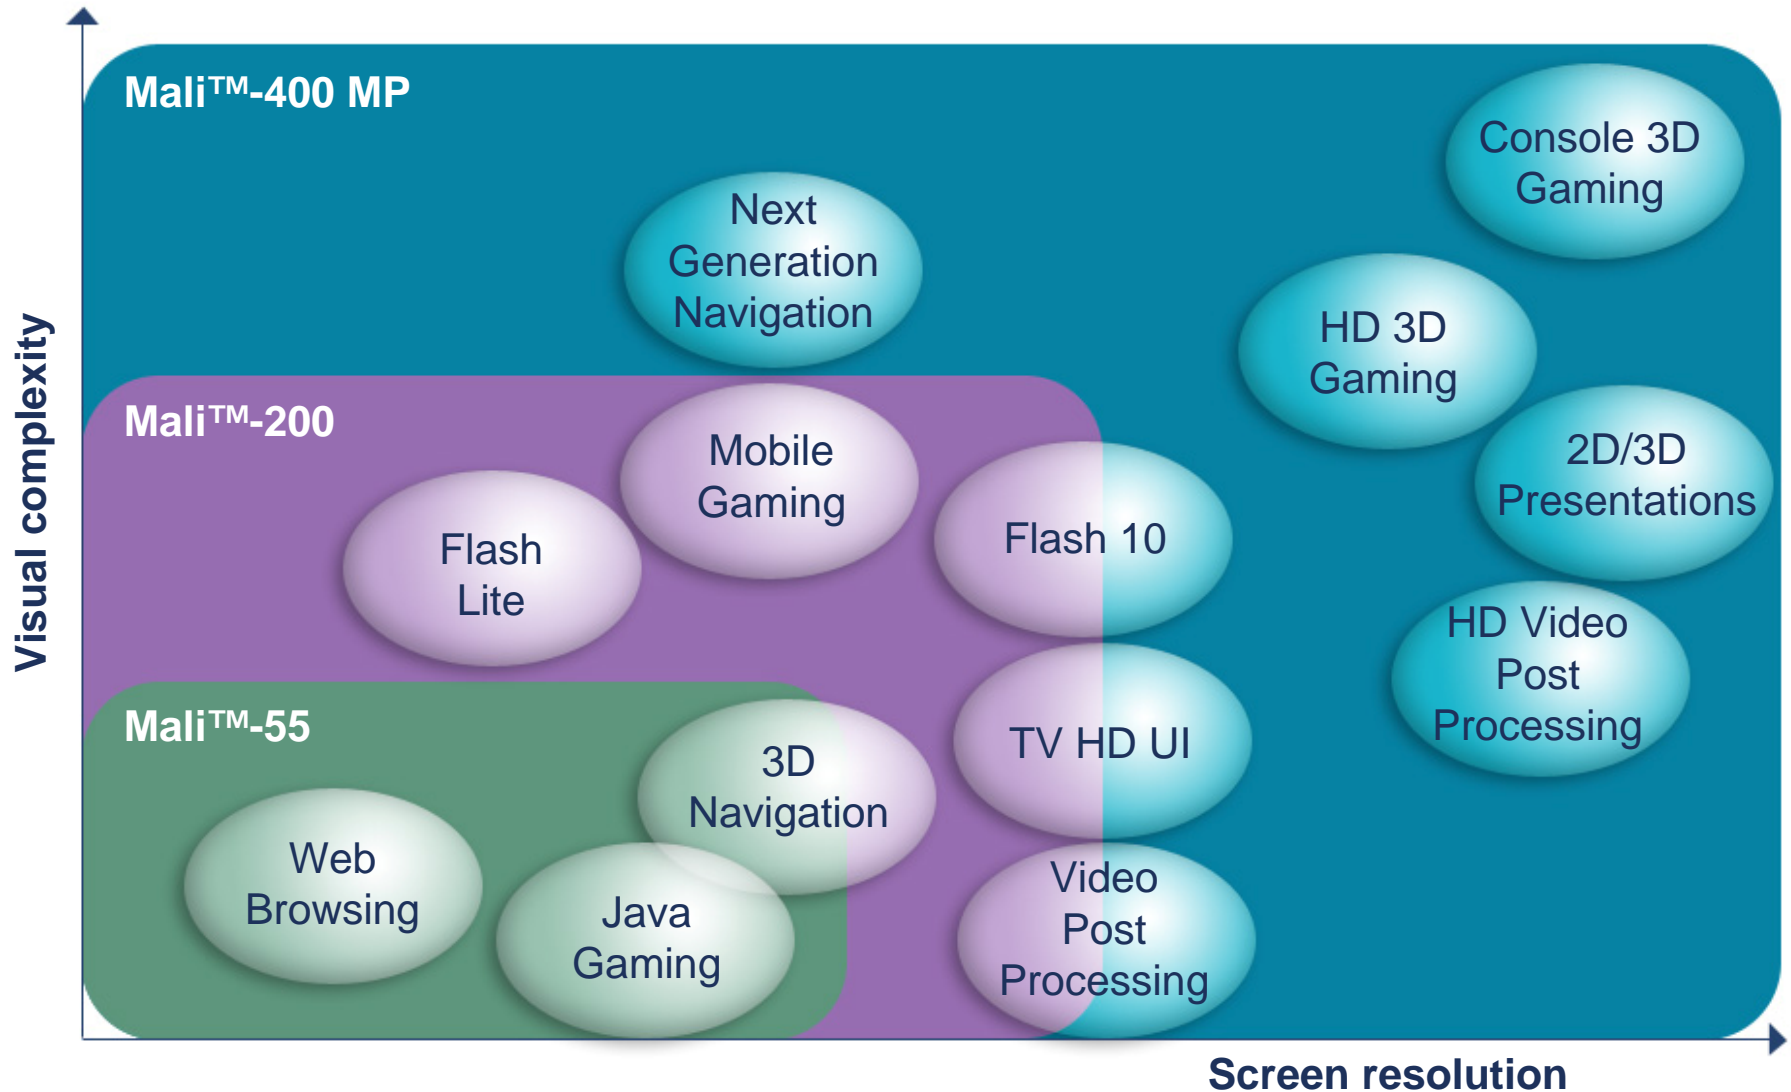 Mali™-400 MP
Console 3D
Gaming
Next
Generation
Navigation
HD 3D
Gaming
Mali™-200
Mobile
Gaming
2D/3D
Presentations
Flash 10
Flash
Lite
HD Video
Post
Processing
Mali™-55
3D
Navigation
TV HD UI
Web
Browsing
Java
Gaming
Video
Post
Processing
Visual complexity
Screen resolution